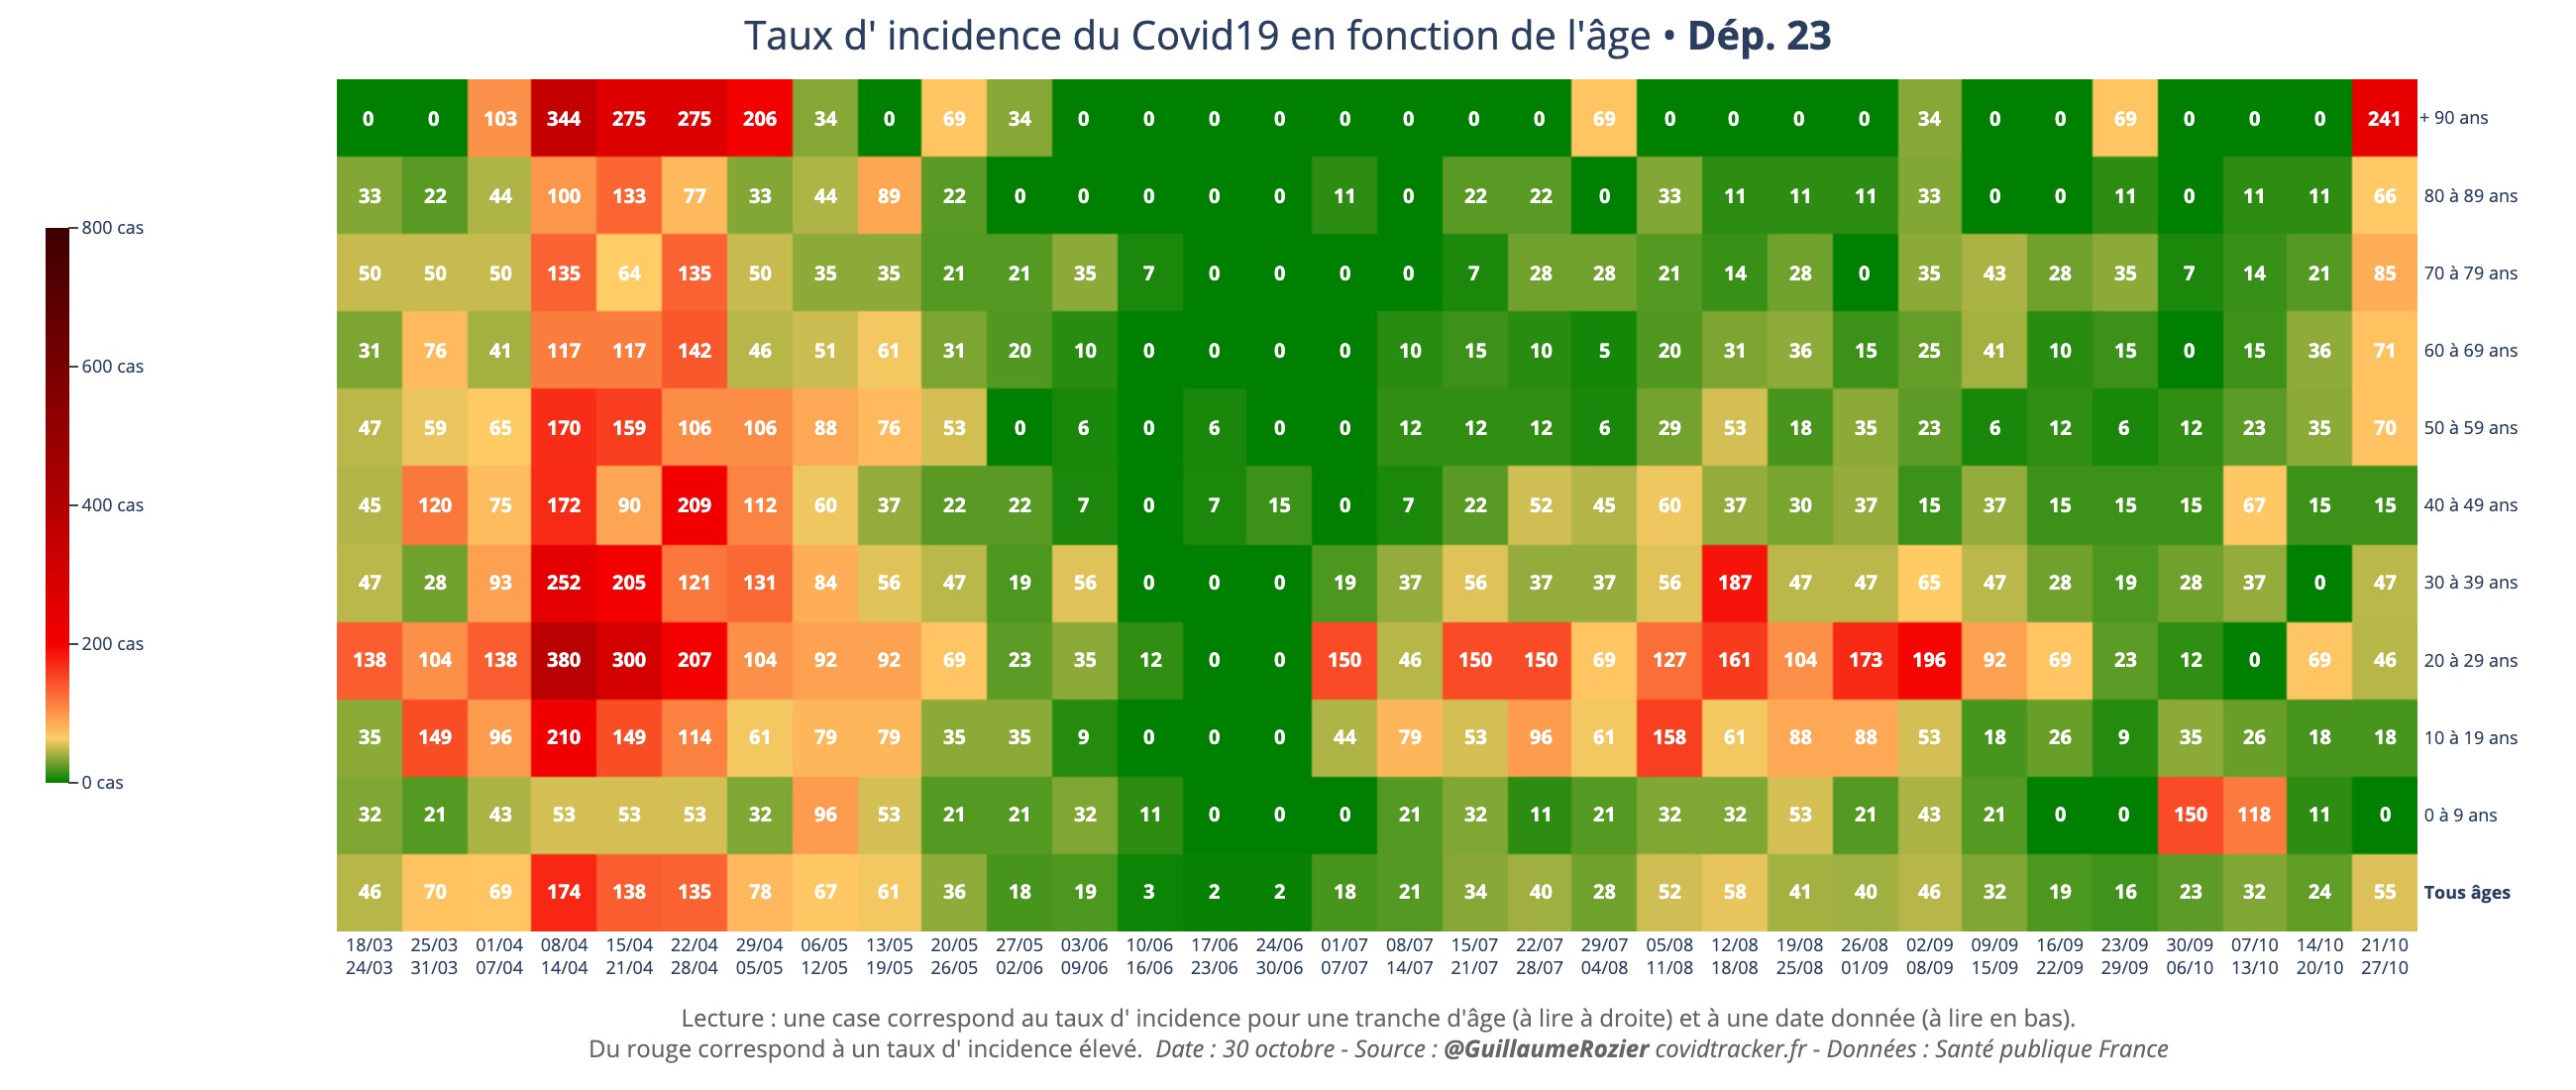 Taux d' incidence du Covid19 en fonction de l'âge • Dép. 23
0 0 103 344 275 275 206 34 0 69 34 0 0 0 0 0 0 0 0 69 0 0 0 0 34 0 0 69 0 0 0 241 + 90 ans
33 22 44 100 133 77 33 44 89 22 0 0 0 0 0 11 0 22 22 0 33 11 11 11 33 0 0 11 0 11 11 66 80 à 89 ans
800 cas
50 50 50 135 64 135 50 35 35 21 21 35 7 0 0 0 0 7 28 28 21 14 28 0 35 43 28 35 7 14 21 85 70 à 79 ans
31 76 41 117 117 142 46 51 61 31 20 10 0 0 0 0 10 15 10 5 20 31 36 15 25 41 10 15 0 15 36 71 60 à 69 ans
600 cas
47 59 65 170 159 106 106 88 76 53 0 6 0 6 0 0 12 12 12 6 29 53 18 35 23 6 12 6 12 23 35 70 50 à 59 ans
400 cas
45 120 75 172 90 209 112 60 37 22 22 7 0 7 15 0 7 22 52 45 60 37 30 37 15 37 15 15 15 67 15 15 40 à 49 ans
47 28 93 252 205 121 131 84 56 47 19 56 0 0 0 19 37 56 37 37 56 187 47 47 65 47 28 19 28 37 0 47 30 à 39 ans
200 cas
138 104 138 380 300 207 104 92 92 69 23 35 12 0 0 150 46 150 150 69 127 161 104 173 196 92 69 23 12 0 69 46 20 à 29 ans
35 149 96 210 149 114 61 79 79 35 35 9 0 0 0 44 79 53 96 61 158 61 88 88 53 18 26 9 35 26 18 18 10 à 19 ans
0 cas
32 21 43 53 53 53 32 96 53 21 21 32 11 0 0 0 21 32 11 21 32 32 53 21 43 21 0 0 150 118 11 0 0 à 9 ans
46 70 69 174 138 135 78 67 61 36 18 19 3 2 2 18 21 34 40 28 52 58 41 40 46 32 19 16 23 32 24 55 Tous âges
18/03 25/03 01/04 08/04 15/04 22/04 29/04 06/05 13/05 20/05 27/05 03/06 10/06 17/06 24/06 01/07 08/07 15/07 22/07 29/07 05/08 12/08 19/08 26/08 02/09 09/09 16/09 23/09 30/09 07/10 14/10 21/10
24/03 31/03 07/04 14/04 21/04 28/04 05/05 12/05 19/05 26/05 02/06 09/06 16/06 23/06 30/06 07/07 14/07 21/07 28/07 04/08 11/08 18/08 25/08 01/09 08/09 15/09 22/09 29/09 06/10 13/10 20/10 27/10
Lecture : une case correspond au taux d' incidence pour une tranche d'âge (à lire à droite) et à une date donnée (à lire en bas).
Du rouge correspond à un taux d' incidence élevé. Date : 30 octobre - Source : @GuillaumeRozier covidtracker.fr - Données : Santé publique France